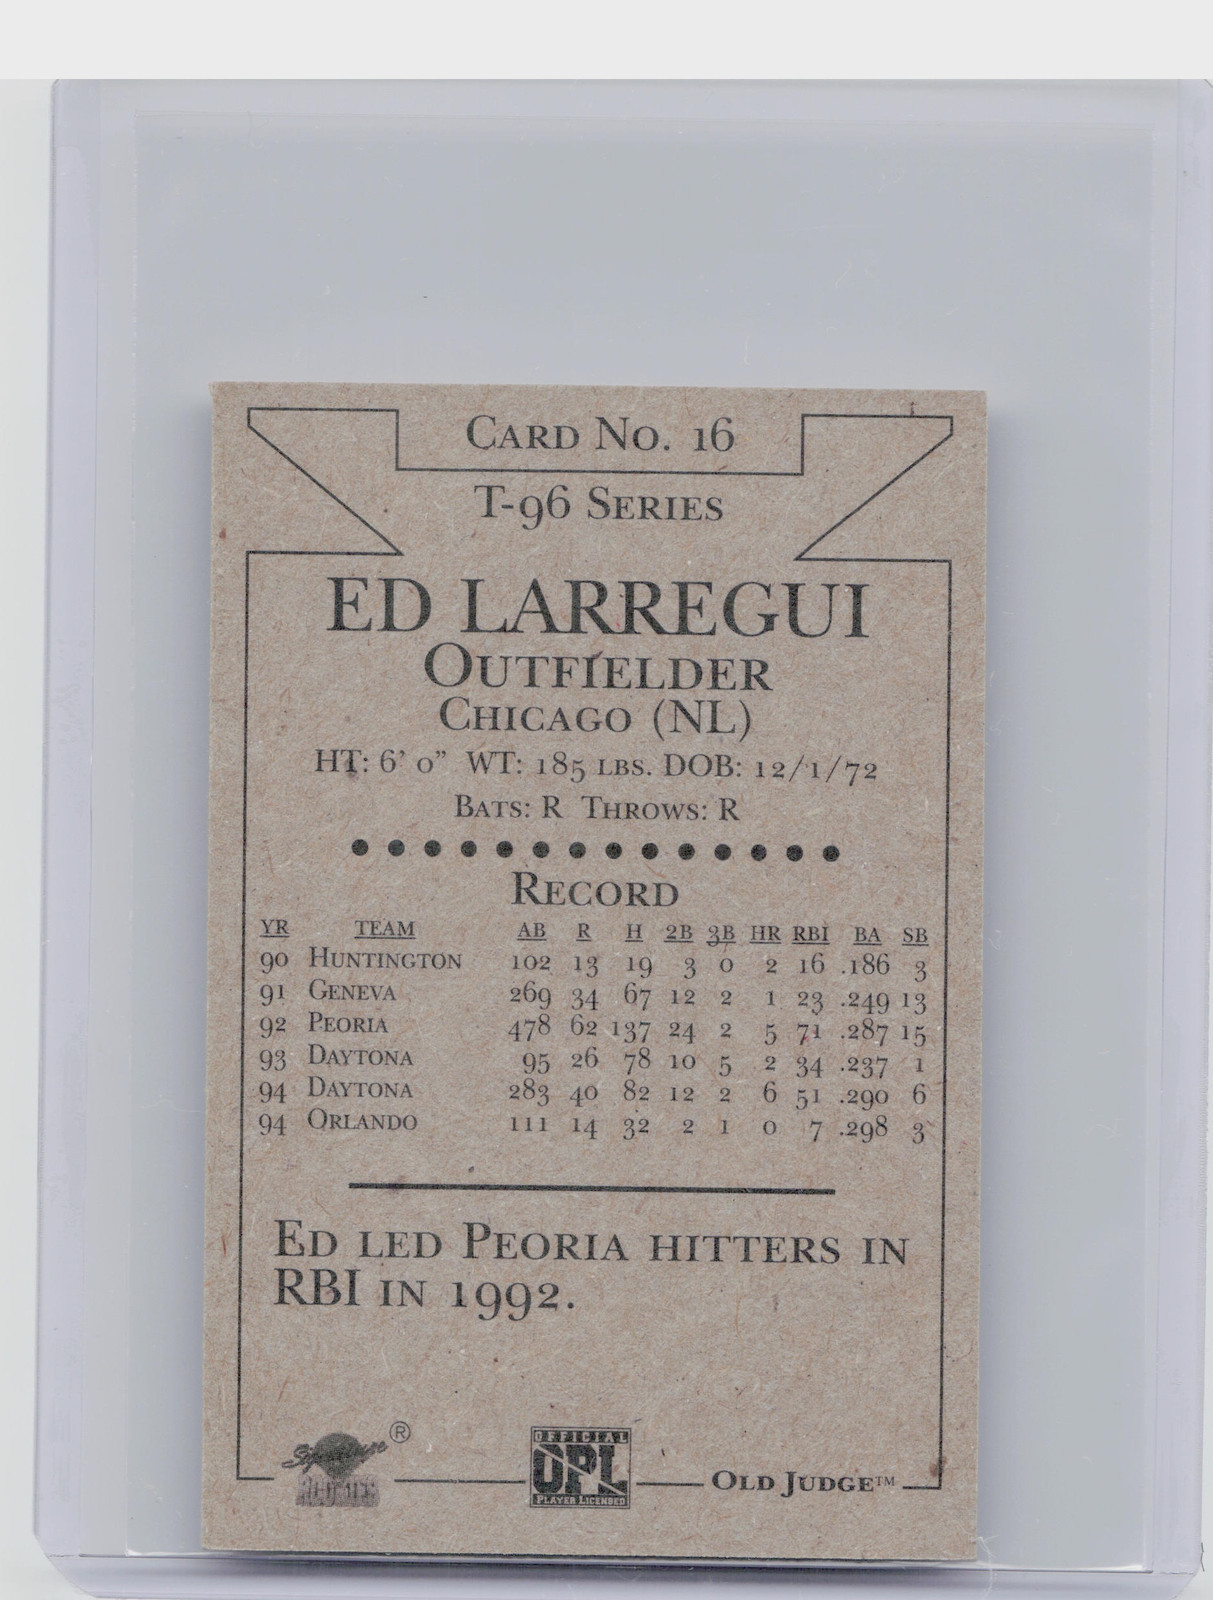 CARD NO. 16
T-96 SERIES
ED LARREGUI
OUTFIELDER
CHICAGO (NL)
HT: 6' 0" WT: 185 LBS. DOB: 12/1/72
BATS: R THROWS: R
RECORD
YR TEAM AB R H 2B 3B HR RBI BA SB
90 HUNTINGTON 102 13 19 3 0 2 16 .186 3
91 GENEVA 269 34 67 12 2 1 23 .249 13
92 PEORIA 478 62 137 24 2 5 71 .287 15
93 DAYTONA 95 26 78 10 5 2 34 .237 1
94 DAYTONA 283 40 82 12 2 6 51 .290 6
94 ORLANDO 111 14 32 2 1 0 7 .298 3
ED LED PEORIA HITTERS IN
RBI IN 1992.
Signature ®
ROOKIES
OFFICIAL
OPL
PLAYER LICENSED
OLD JUDGE™